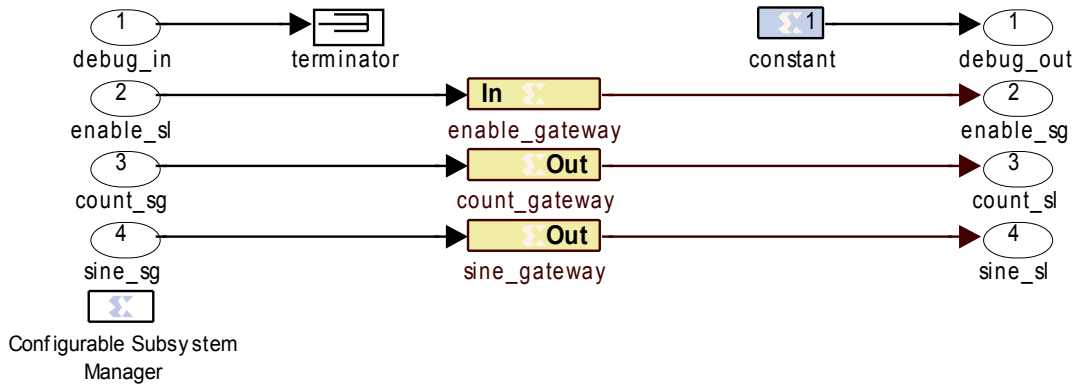 1 1 1
debug_in terminator constant debug_out
2 In 2
enable_sl enable_gateway enable_sg
3 Out 3
count_sg count_gateway count_sl
4 Out 4
sine_sg sine_gateway sine_sl
Configurable Subsystem
Manager